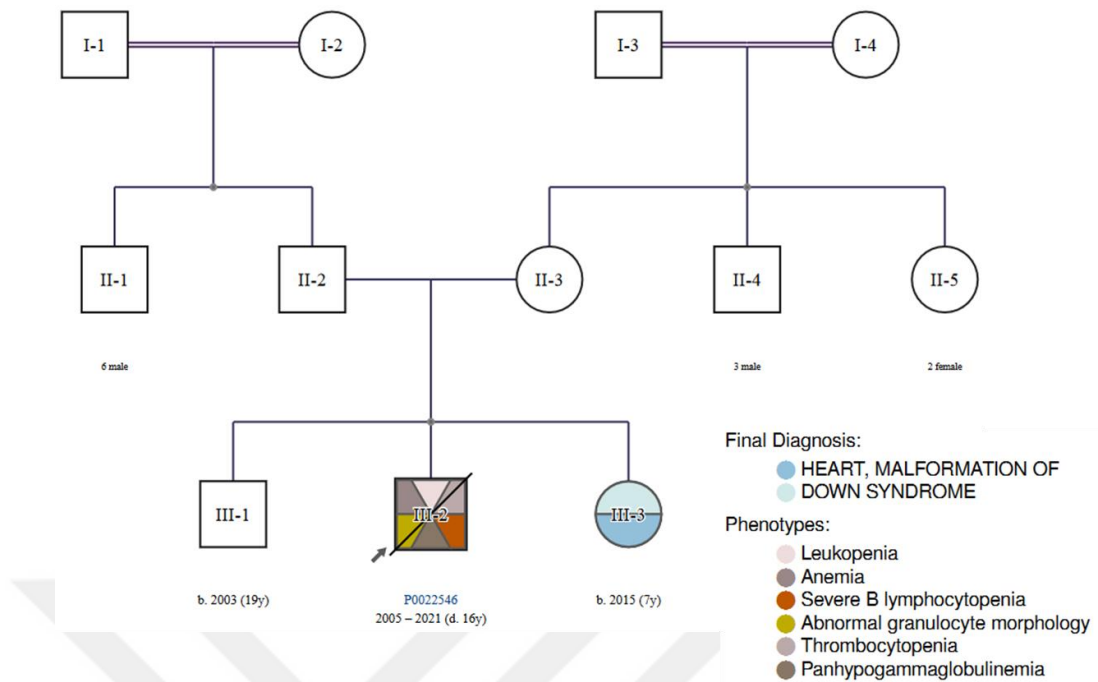 I-1
I-2
I-3
I-4
II-1
II-2
II-3
II-4
II-5
6 male
3 male
2 female
III-1
III-2
III-3
b. 2003 (19y)
P0022546
2005 – 2021 (d. 16y)
b. 2015 (7y)
Final Diagnosis:
HEART, MALFORMATION OF
DOWN SYNDROME
Phenotypes:
Leukopenia
Anemia
Severe B lymphocytopenia
Abnormal granulocyte morphology
Thrombocytopenia
Panhypogammaglobulinemia